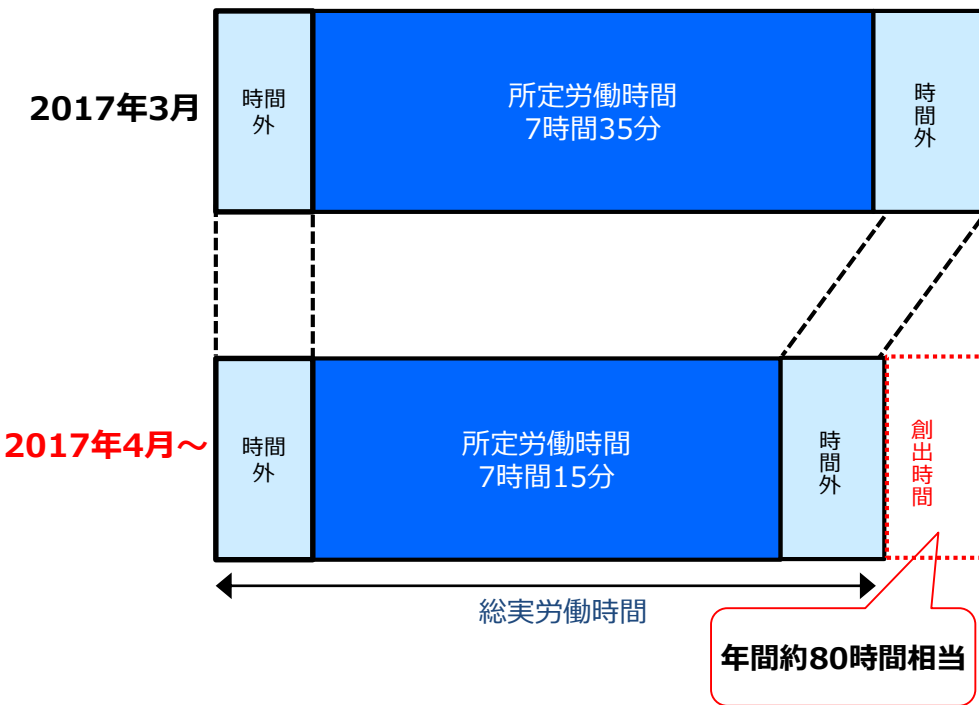 2017年3月
時間
外
所定労働時間
7時間35分
時間外
2017年4月～
時間
外
所定労働時間
7時間15分
時間外
創出時間
総実労働時間
年間約80時間相当